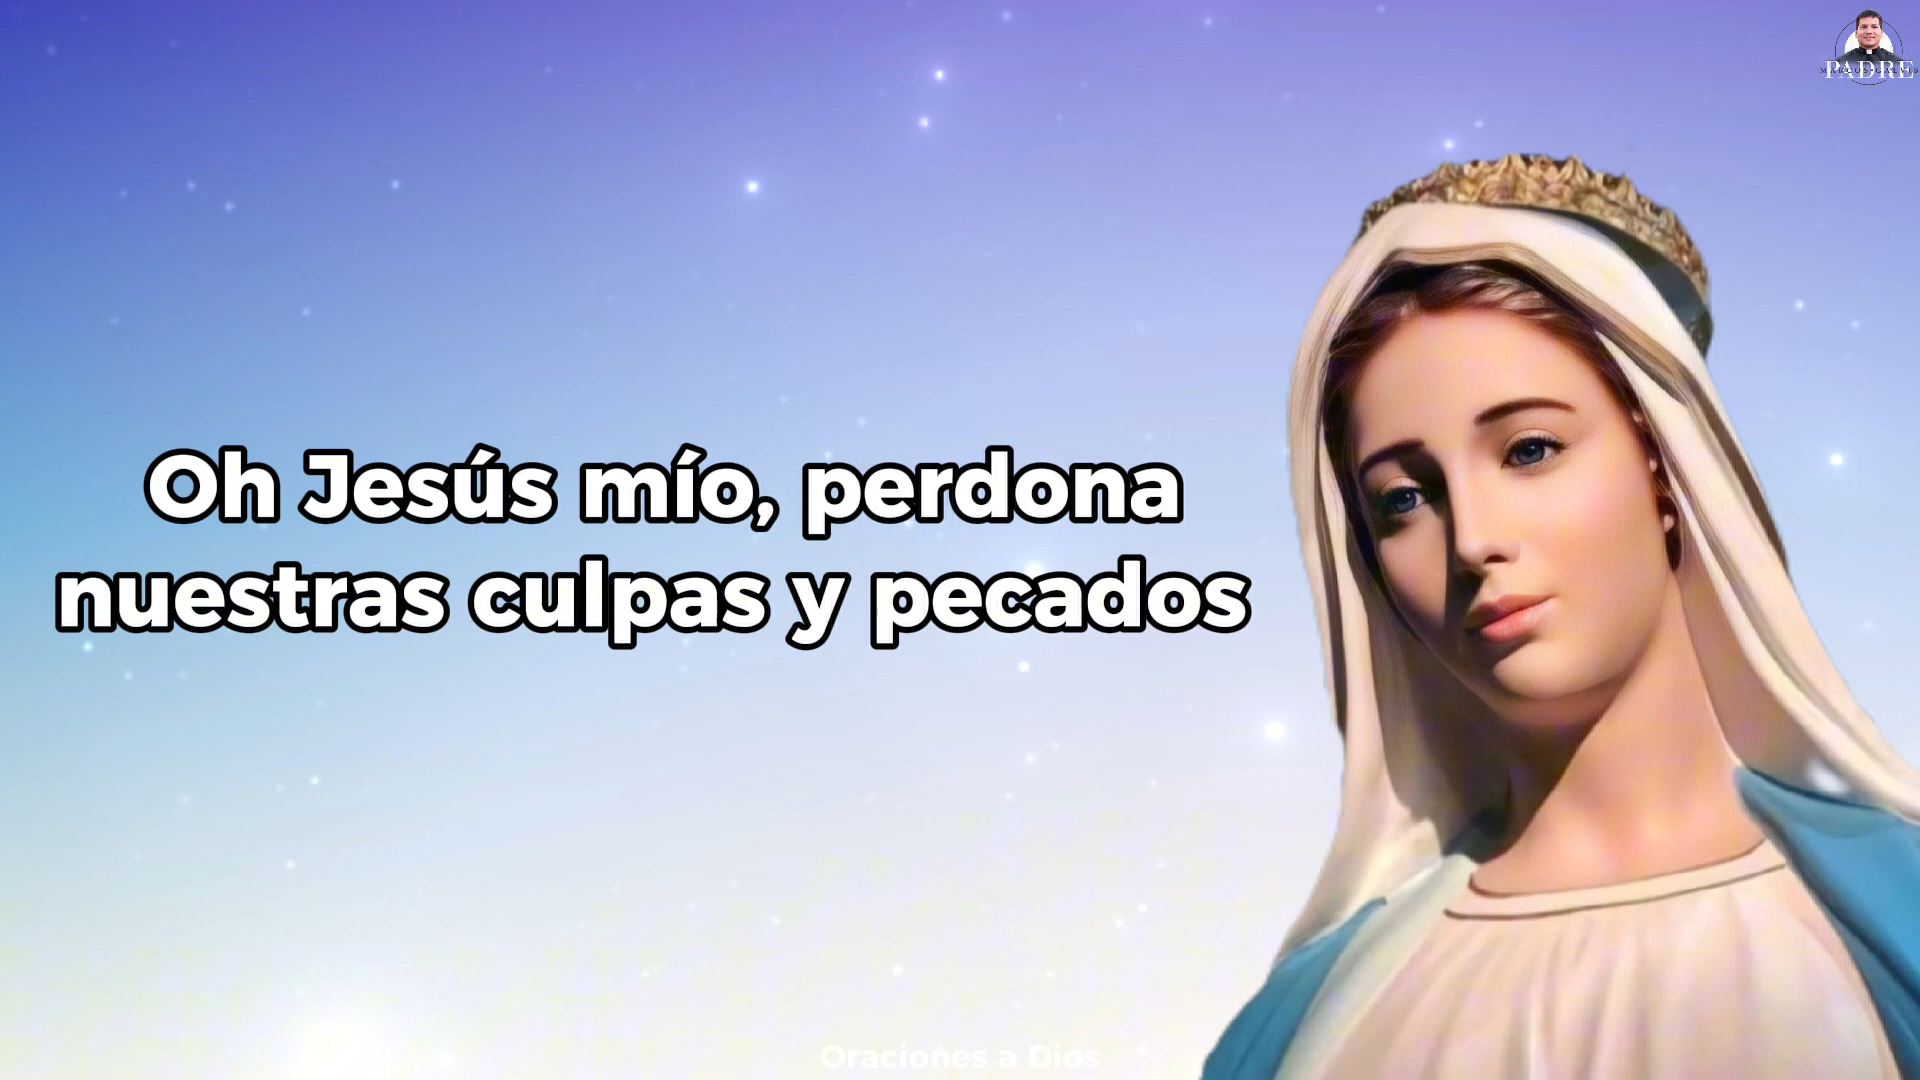 PADRE
Oh Jesús mío, perdona
nuestras culpas y pecados
Oraciones a Dios